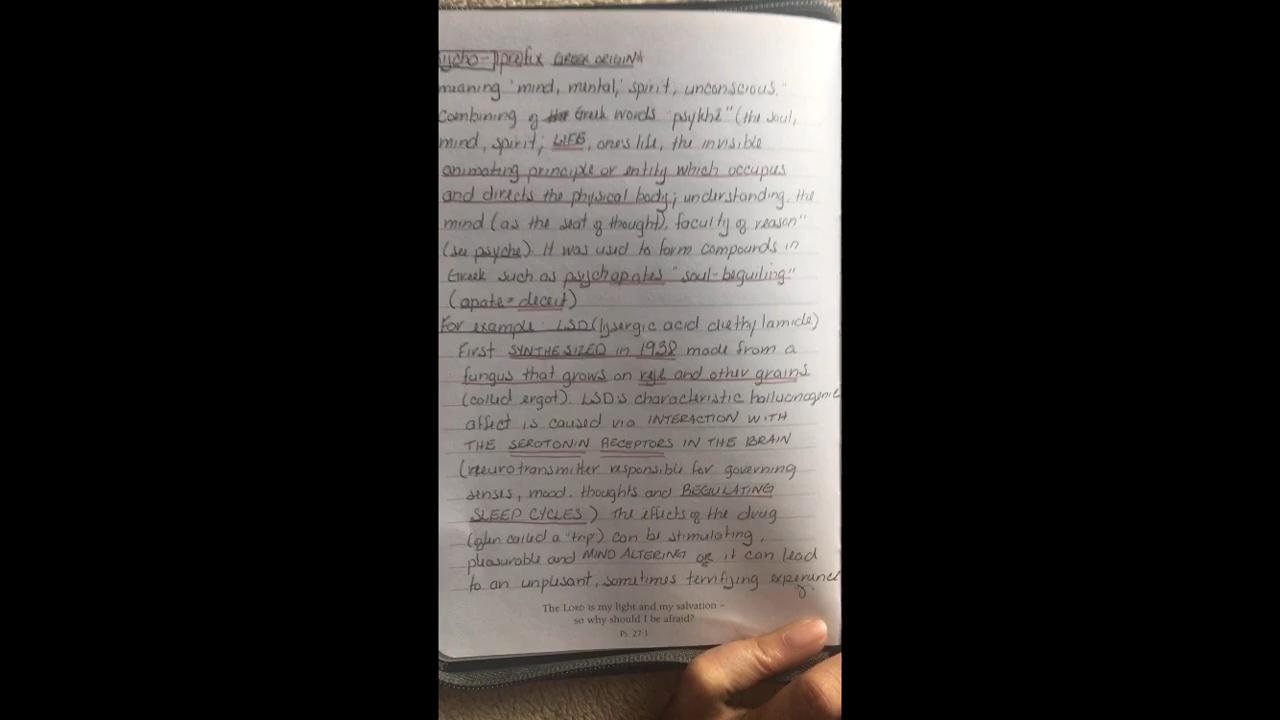 ycho- prefix GREEK ORIGIN
meaning "mind, mental, spirit, unconscious."
Combining of the Greek words "psykhē" (the soul,
mind, spirit; LIFE, one's life, the invisible
animating principle or entity which occupies
and directs the physical body; understanding, the
mind (as the seat of thought), faculty of reason"
(see psyche). It was used to form compounds in
Greek such as psychapates "soul-beguiling"
(apate = deceit)
For example: LSD (lysergic acid diethylamide)
First SYNTHESIZED in 1938 made from a
fungus that grows on rye and other grains
(called ergot). LSD's characteristic hallucinogenic
affect is caused via INTERACTION WITH
THE SEROTONIN RECEPTORS IN THE BRAIN
(neurotransmitter responsible for governing
senses, mood, thoughts and REGULATING
SLEEP CYCLES) The effects of the drug
(often called a "trip") can be stimulating,
pleasurable and MIND ALTERING or it can lead
to an unplesant, sometimes terrifying experience
The LORD is my light and my salvation –
so why should I be afraid?
Ps. 27:1